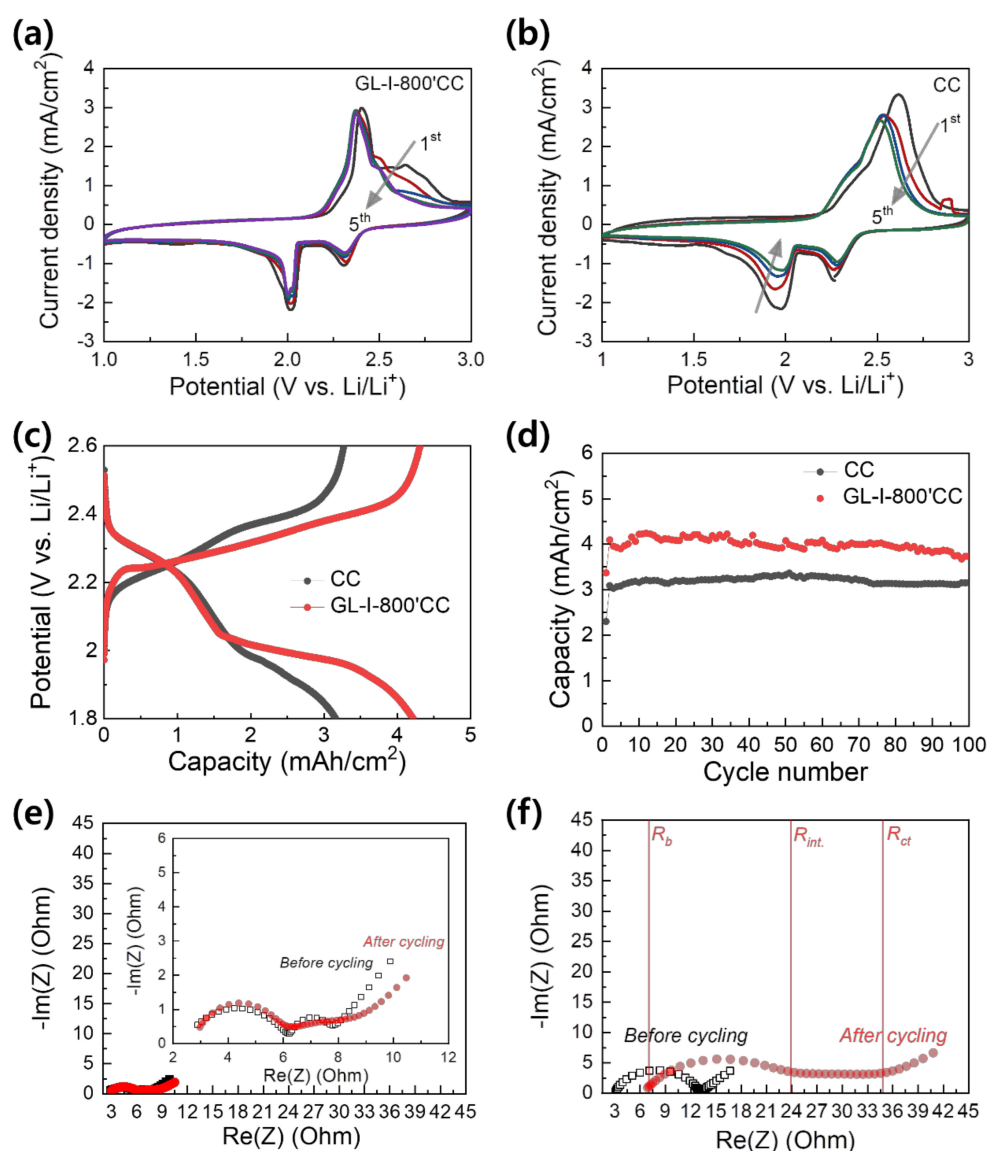 (a)
GL-I-800'CC
1st
5th
4
3
2
1
0
-1
-2
-3
Current density (mA/cm²)
1.0 1.5 2.0 2.5 3.0
Potential (V vs. Li/Li⁺)
(b)
CC
1st
5th
4
3
2
1
0
-1
-2
-3
Current density (mA/cm²)
1 1.5 2 2.5 3
Potential (V vs. Li/Li⁺)
(c)
CC
GL-I-800'CC
2.6
2.4
2.2
2
1.8
Potential (V vs. Li/Li⁺)
0 1 2 3 4 5
Capacity (mAh/cm²)
(d)
CC
GL-I-800'CC
6
5
4
3
2
1
0
Capacity (mAh/cm²)
0 10 20 30 40 50 60 70 80 90 100
Cycle number
(e)
45
40
35
30
25
20
15
10
5
0
-Im(Z) (Ohm)
6
5
4
3
2
1
0
-Im(Z) (Ohm)
After cycling
Before cycling
2 4 6 8 10 12
Re(Z) (Ohm)
3 6 9 12 15 18 21 24 27 30 33 36 39 42 45
Re(Z) (Ohm)
(f)
45
40
35
30
25
20
15
10
5
0
-Im(Z) (Ohm)
Rb
Rint.
Rct
Before cycling
After cycling
3 6 9 12 15 18 21 24 27 30 33 36 39 42 45
Re(Z) (Ohm)